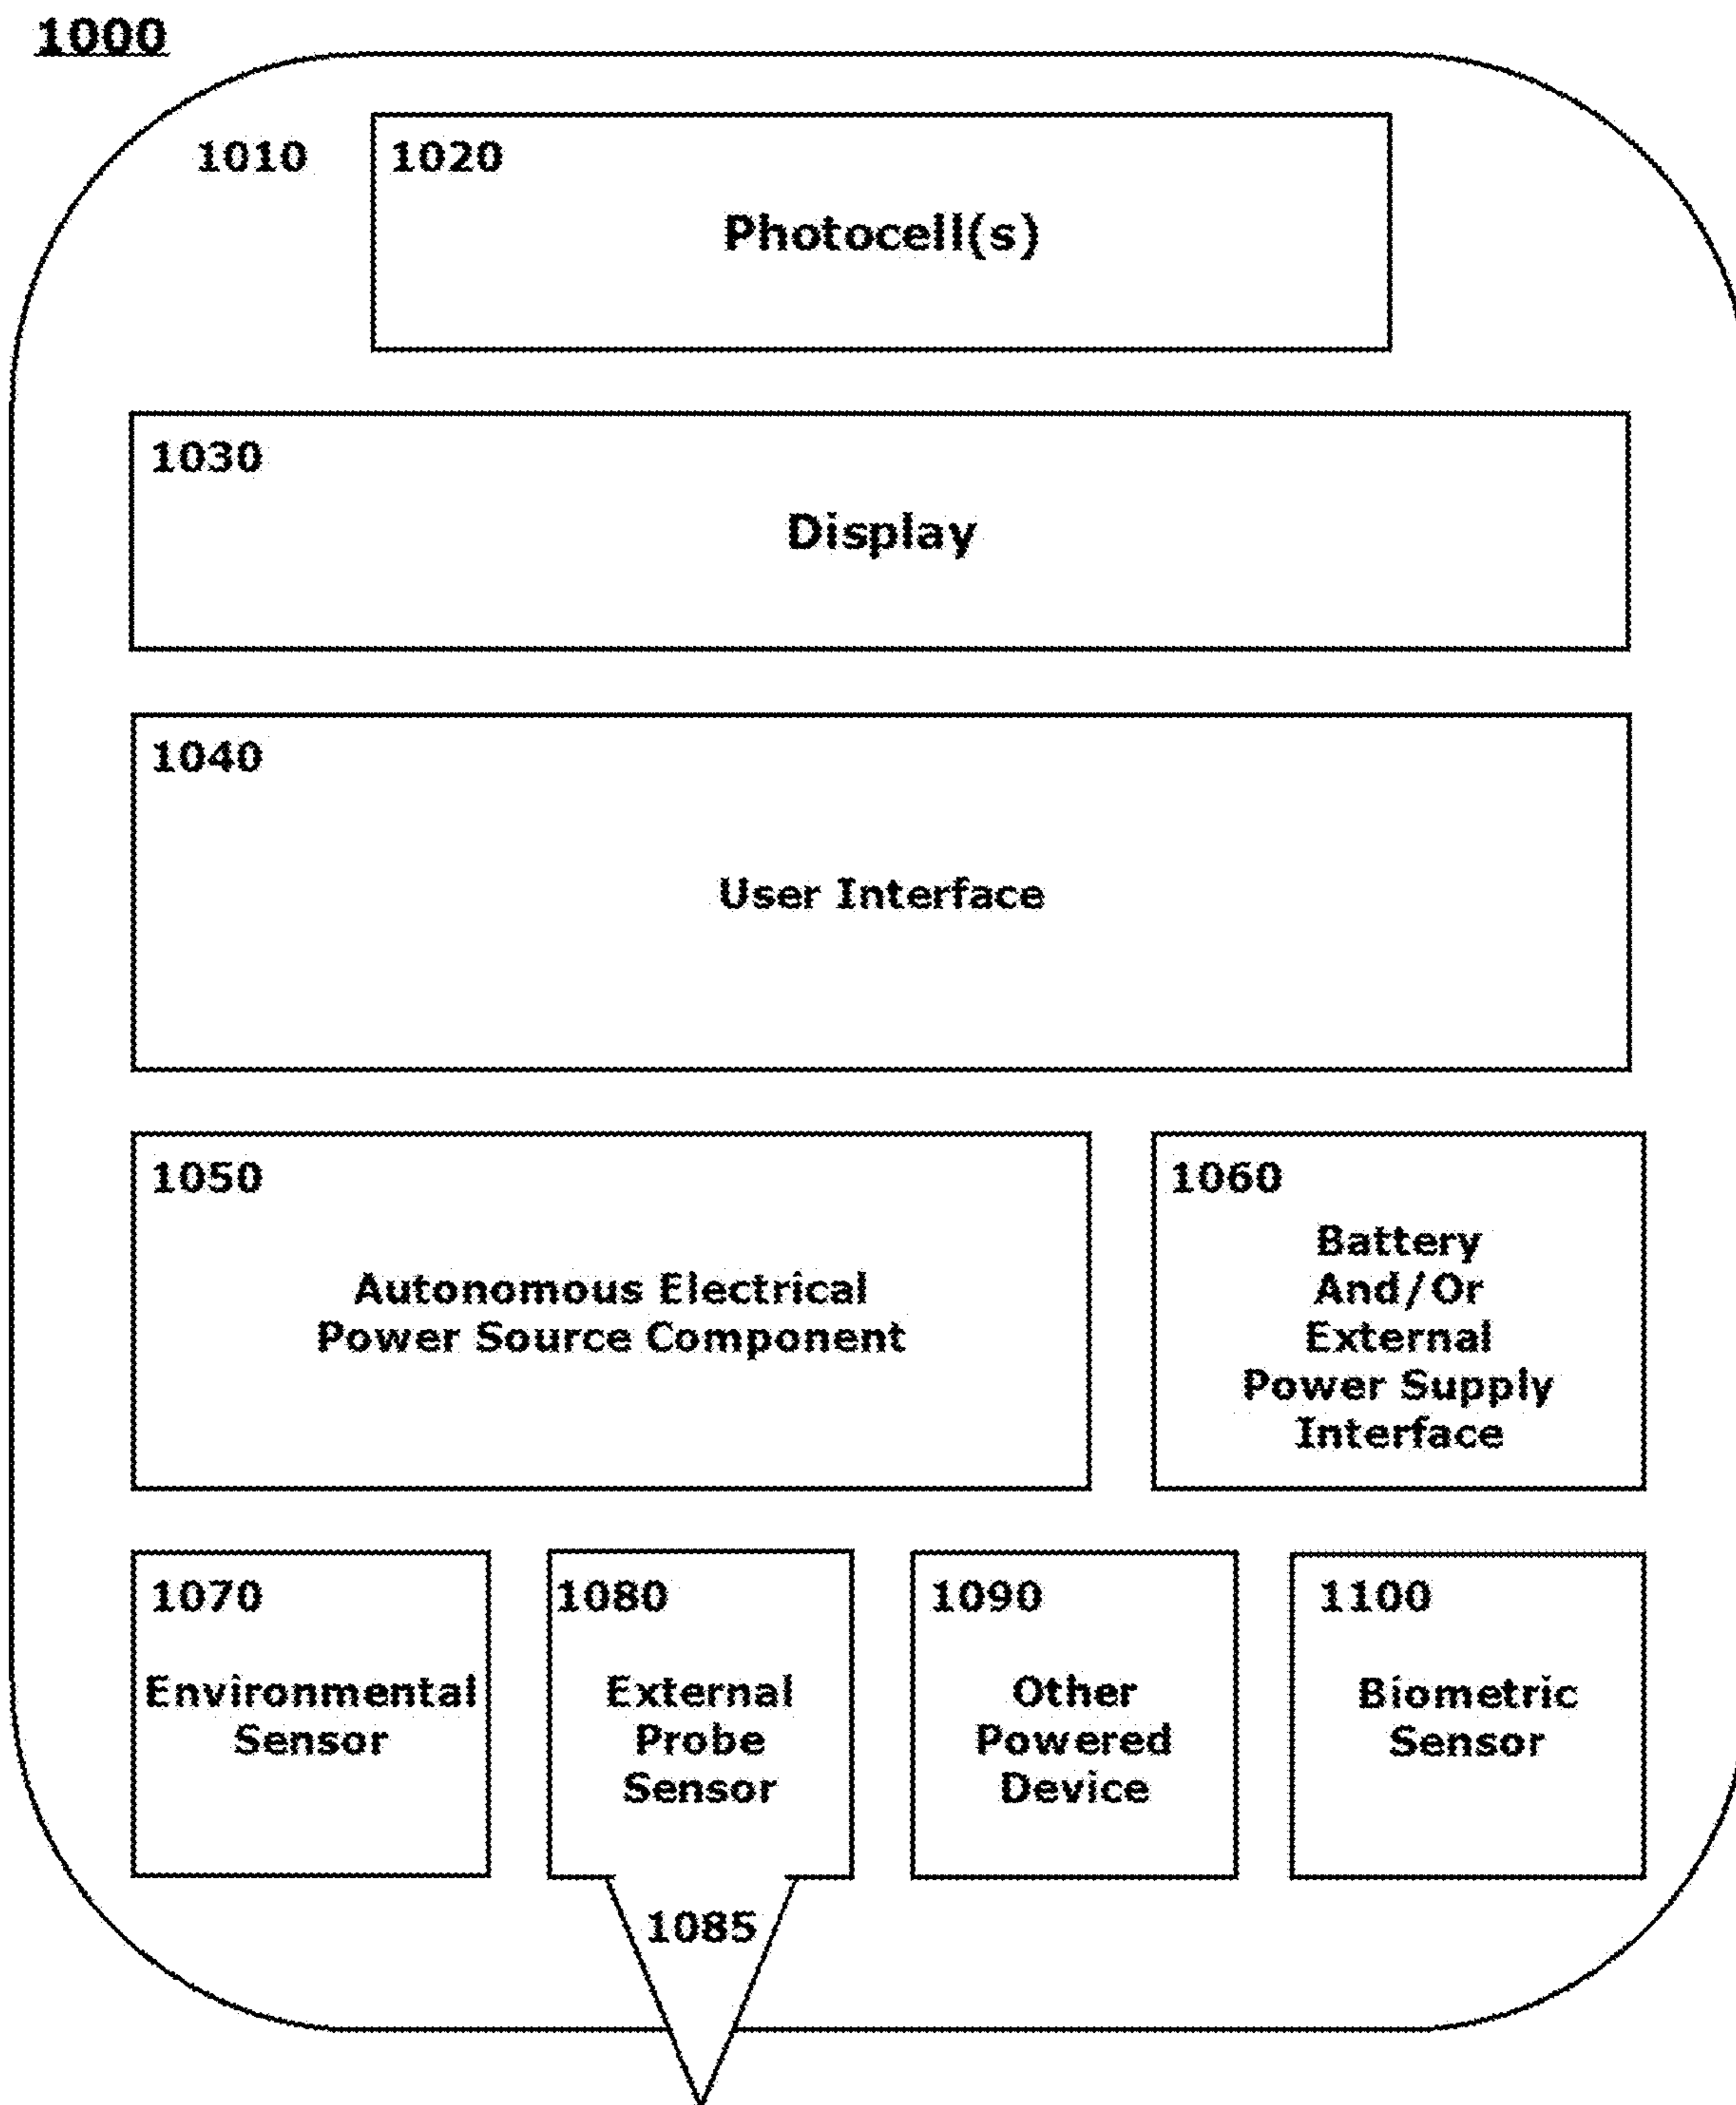 1000
1010
1020
Photocell(s)
1030
Display
1040
User Interface
1050
Autonomous Electrical
Power Source Component
1060
Battery
And/Or
External
Power Supply
Interface
1070
Environmental
Sensor
1080
External
Probe
Sensor
1085
1090
Other
Powered
Device
1100
Biometric
Sensor